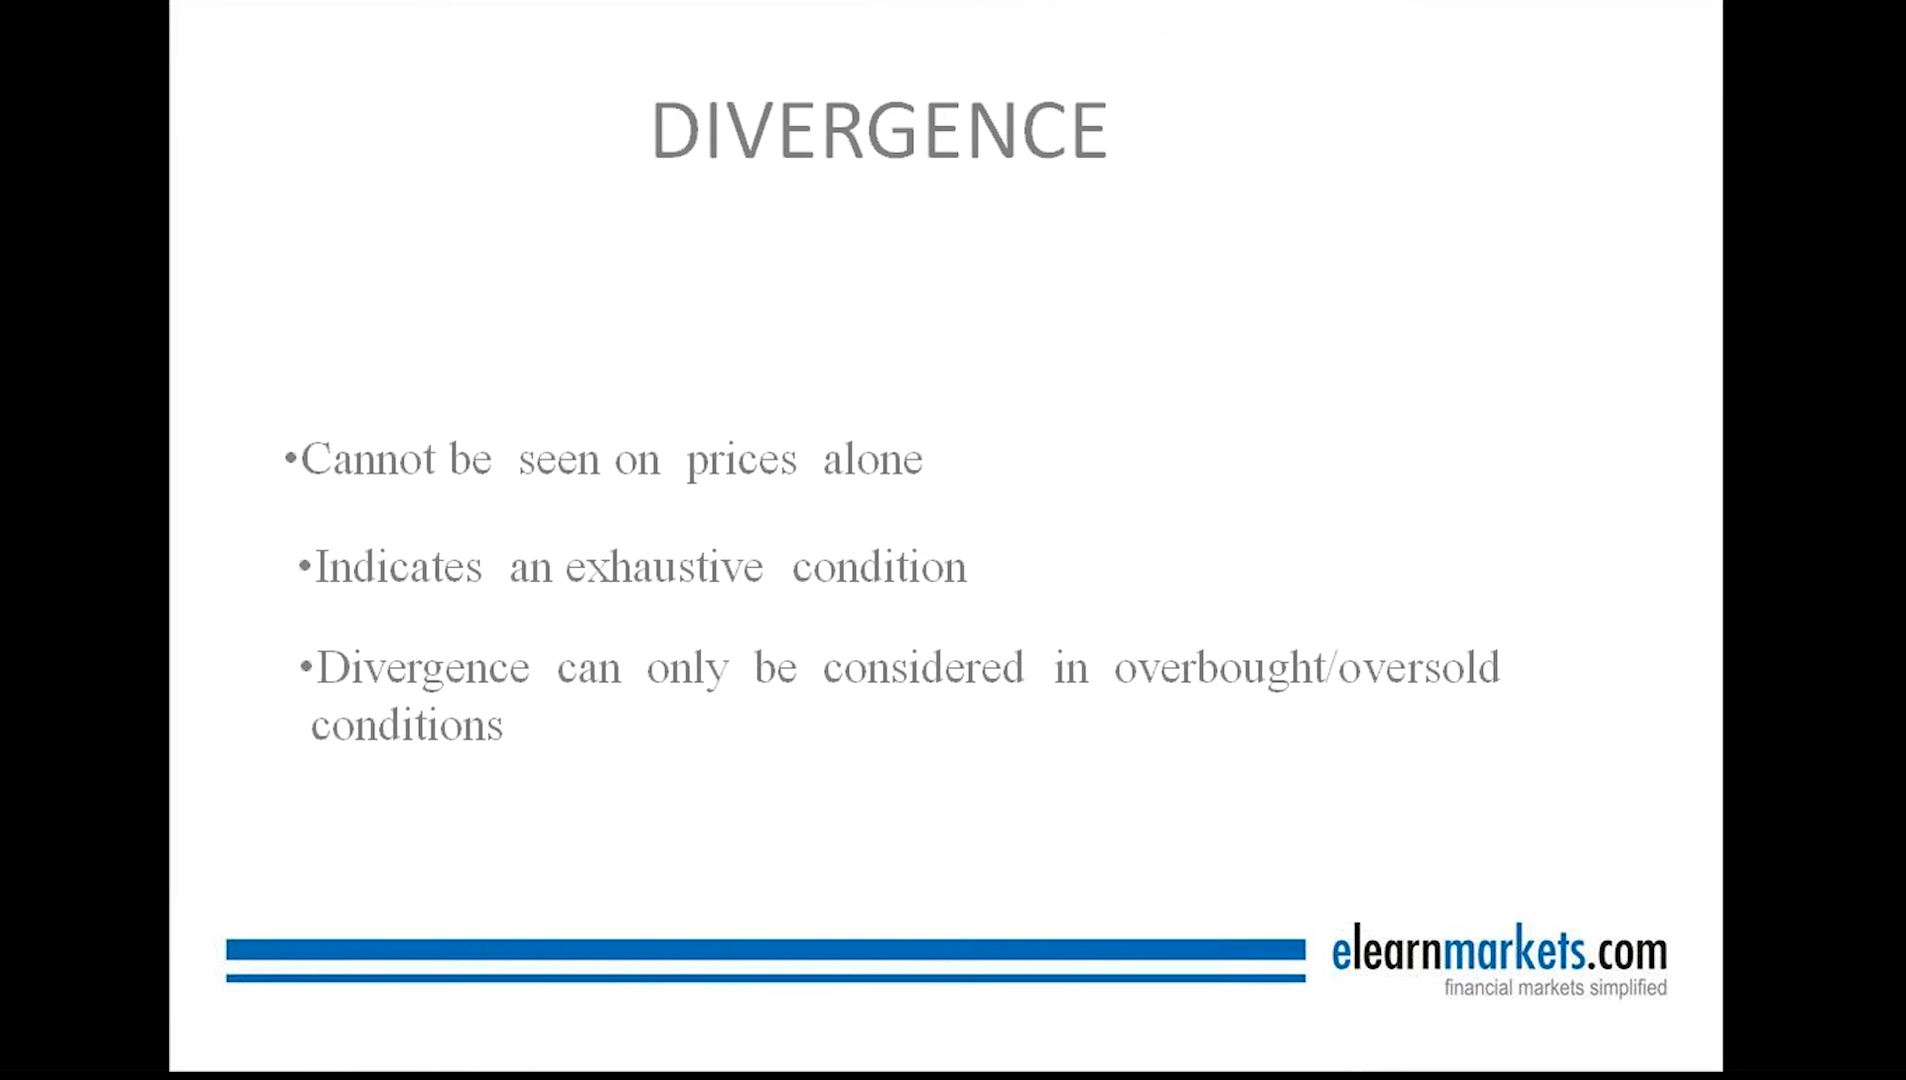 DIVERGENCE
•Cannot be seen on prices alone
•Indicates an exhaustive condition
•Divergence can only be considered in overbought/oversold
conditions
elearnmarkets.com
financial markets simplified